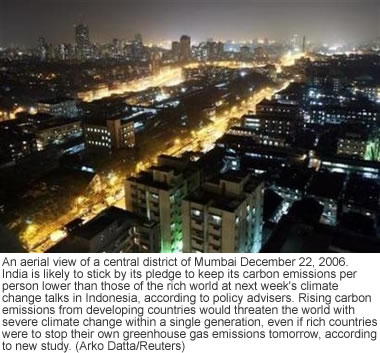 An aerial view of a central district of Mumbai December 22, 2006.
India is likely to stick by its pledge to keep its carbon emissions per
person lower than those of the rich world at next week's climate
change talks in Indonesia, according to policy advisers. Rising carbon
emissions from developing countries would threaten the world with
severe climate change within a single generation, even if rich countries
were to stop their own greenhouse gas emissions tomorrow, according
to new study. (Arko Datta/Reuters)